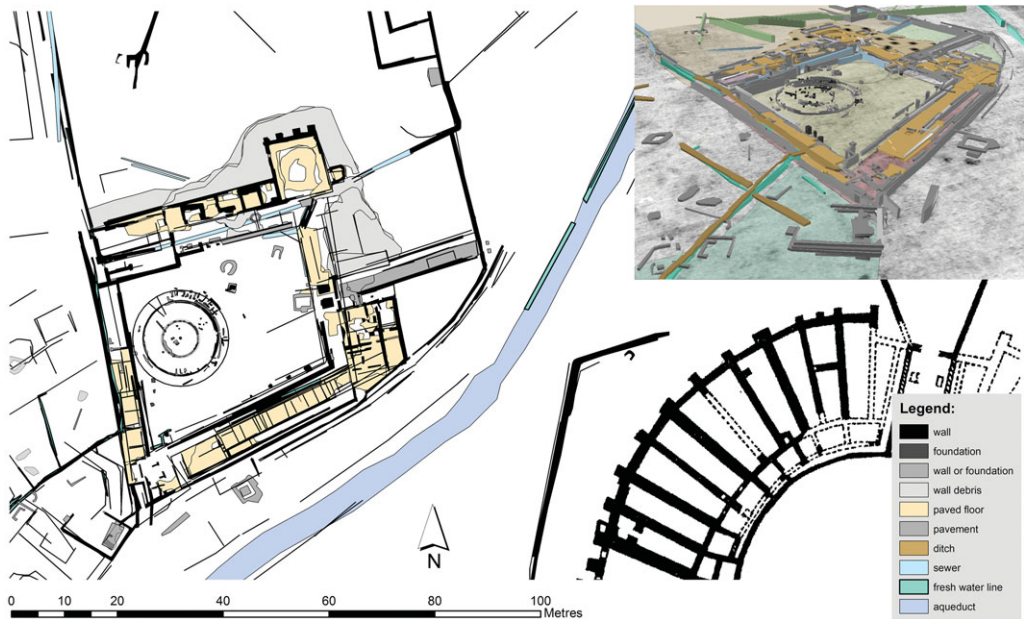 N
0 10 20 40 60 80 100
Metres
Legend:
wall
foundation
wall or foundation
wall debris
paved floor
pavement
ditch
sewer
fresh water line
aqueduct